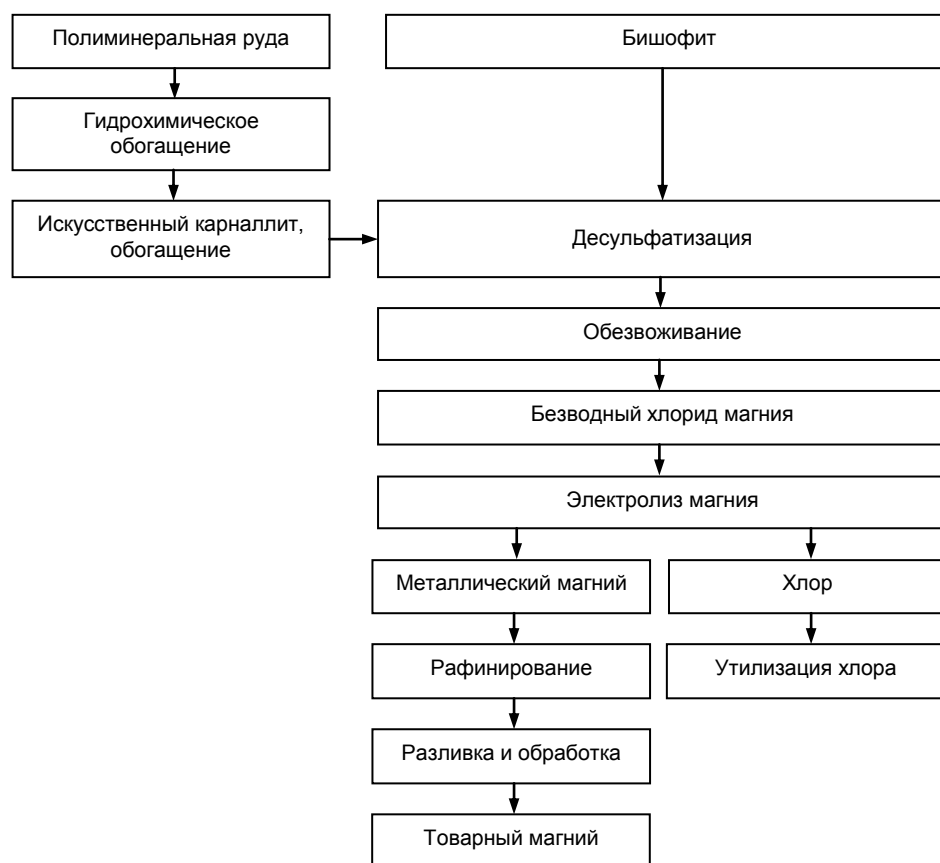 Полиминеральная руда
Бишофит
Гидрохимическое
обогащение
Искусственный карналлит,
обогащение
Десульфатизация
Обезвоживание
Безводный хлорид магния
Электролиз магния
Металлический магний
Хлор
Рафинирование
Утилизация хлора
Разливка и обработка
Товарный магний